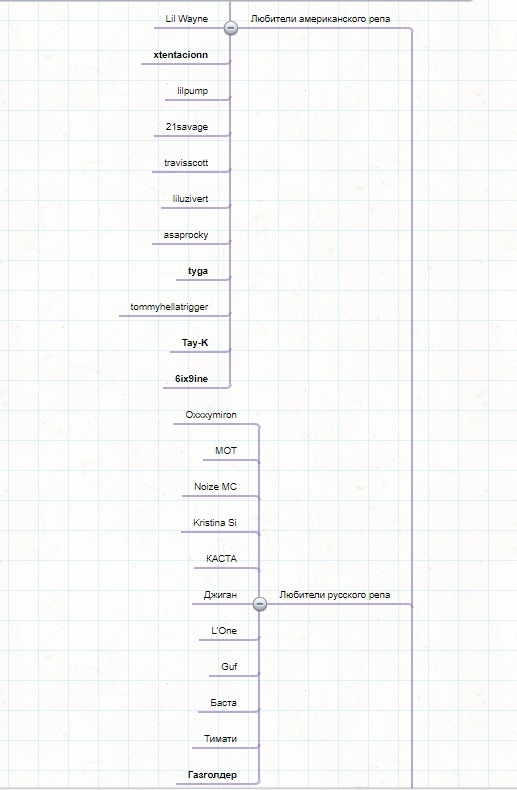 Lil Wayne
Любители американского репа
xtentacionn
lilpump
21savage
travisscott
liluzivert
asaprocky
tyga
tommyhellatrigger
Tay-K
6ix9ine
Oxxxymiron
МОТ
Noize MC
Kristina Si
КАСТА
Джиган
Любители русского репа
L'One
Guf
Баста
Тимати
Газголдер